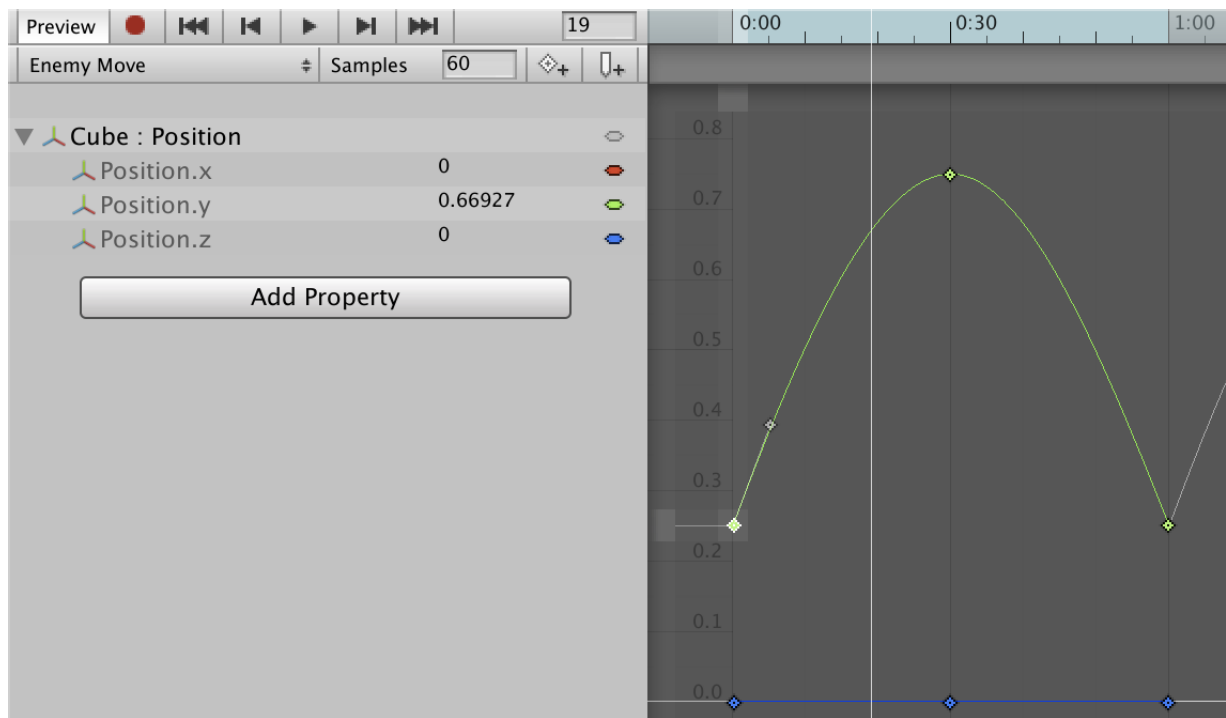 Preview 19 0:00 0:30 1:00
Enemy Move Samples 60
Cube : Position
Position.x 0
Position.y 0.66927
Position.z 0
Add Property
0.8
0.7
0.6
0.5
0.4
0.3
0.2
0.1
0.0